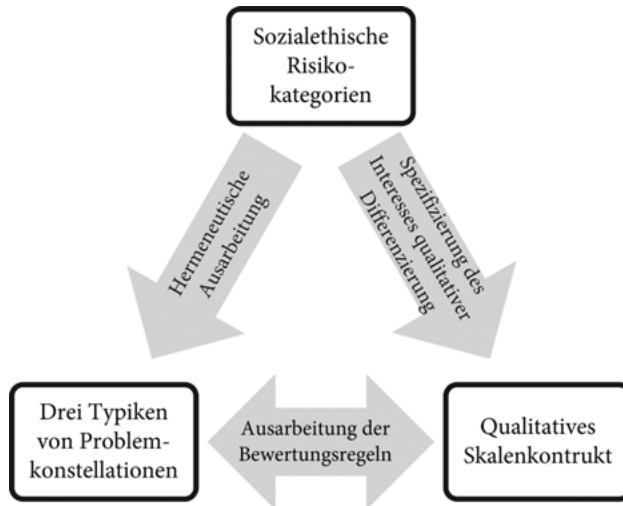 Sozialethische
Risiko-
kategorien
Hermeneutische
Ausarbeitung
Spezifizierung des
Interesses qualitativer
Differenzierung
Drei Typiken
von Problem-
konstellationen
Ausarbeitung der
Bewertungsregeln
Qualitatives
Skalenkontrukt